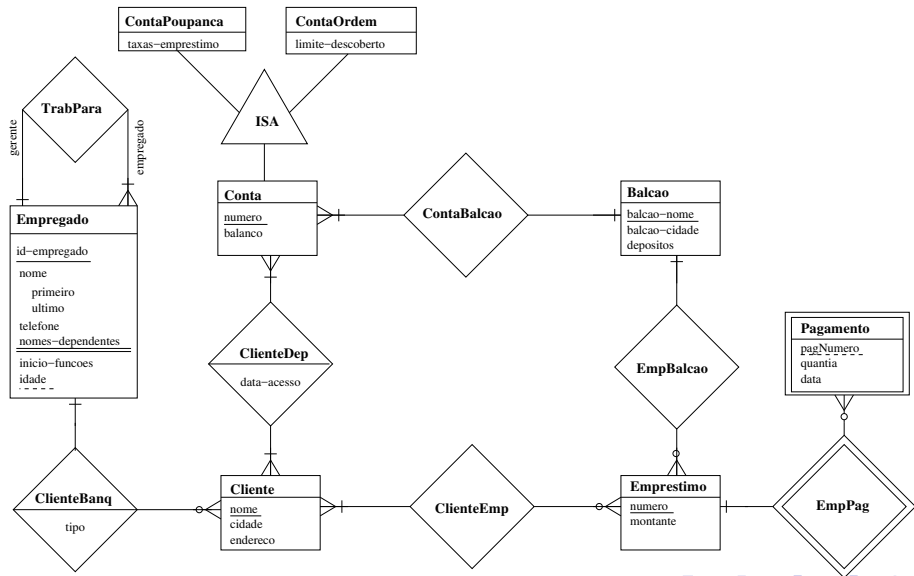 ContaPoupanca
taxas−emprestimo
ContaOrdem
limite−descoberto
ISA
TrabPara
gerente
empregado
Empregado
id−empregado
nome
primeiro
ultimo
telefone
nomes−dependentes
inicio−funcoes
idade
Conta
numero
balanco
ContaBalcao
Balcao
balcao−nome
balcao−cidade
depositos
ClienteDep
data−acesso
EmpBalcao
Pagamento
pagNumero
quantia
data
ClienteBanq
tipo
Cliente
nome
cidade
endereco
ClienteEmp
Emprestimo
numero
montante
EmpPag